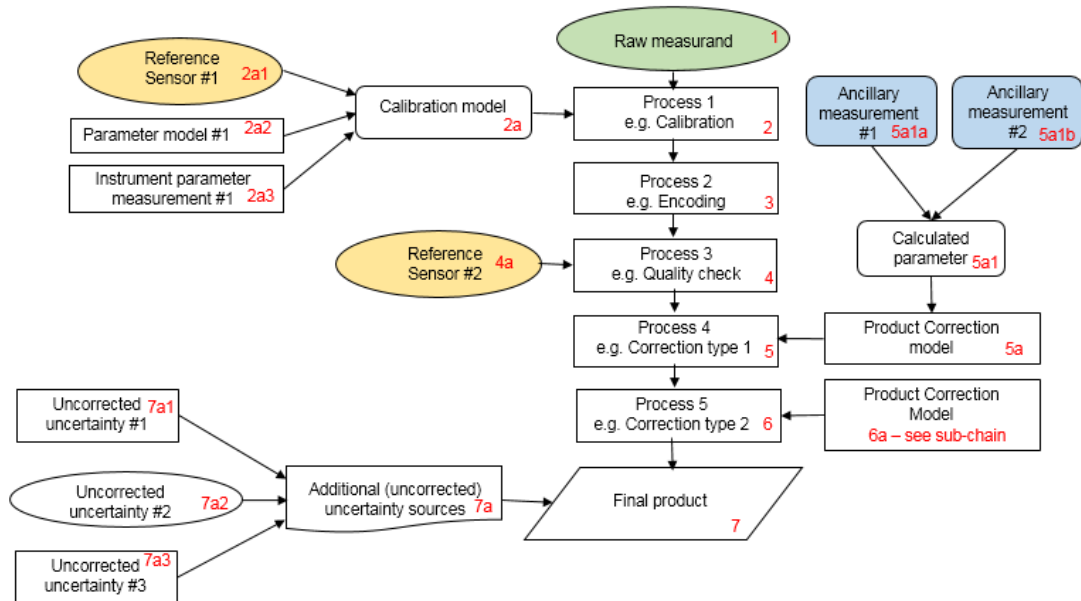 Raw measurand
1
Reference
Sensor #1
2a1
Parameter model #1
2a2
Instrument parameter
measurement #1
2a3
Calibration model
2a
Process 1
e.g. Calibration
2
Ancillary
measurement
#1
5a1a
Ancillary
measurement
#2
5a1b
Process 2
e.g. Encoding
3
Reference
Sensor #2
4a
Process 3
e.g. Quality check
4
Calculated
parameter
5a1
Process 4
e.g. Correction type 1
5
Product Correction
model
5a
Process 5
e.g. Correction type 2
6
Product Correction
Model
6a – see sub-chain
Uncorrected
uncertainty #1
7a1
Uncorrected
uncertainty #2
7a2
Uncorrected
uncertainty #3
7a3
Additional (uncorrected)
uncertainty sources
7a
Final product
7